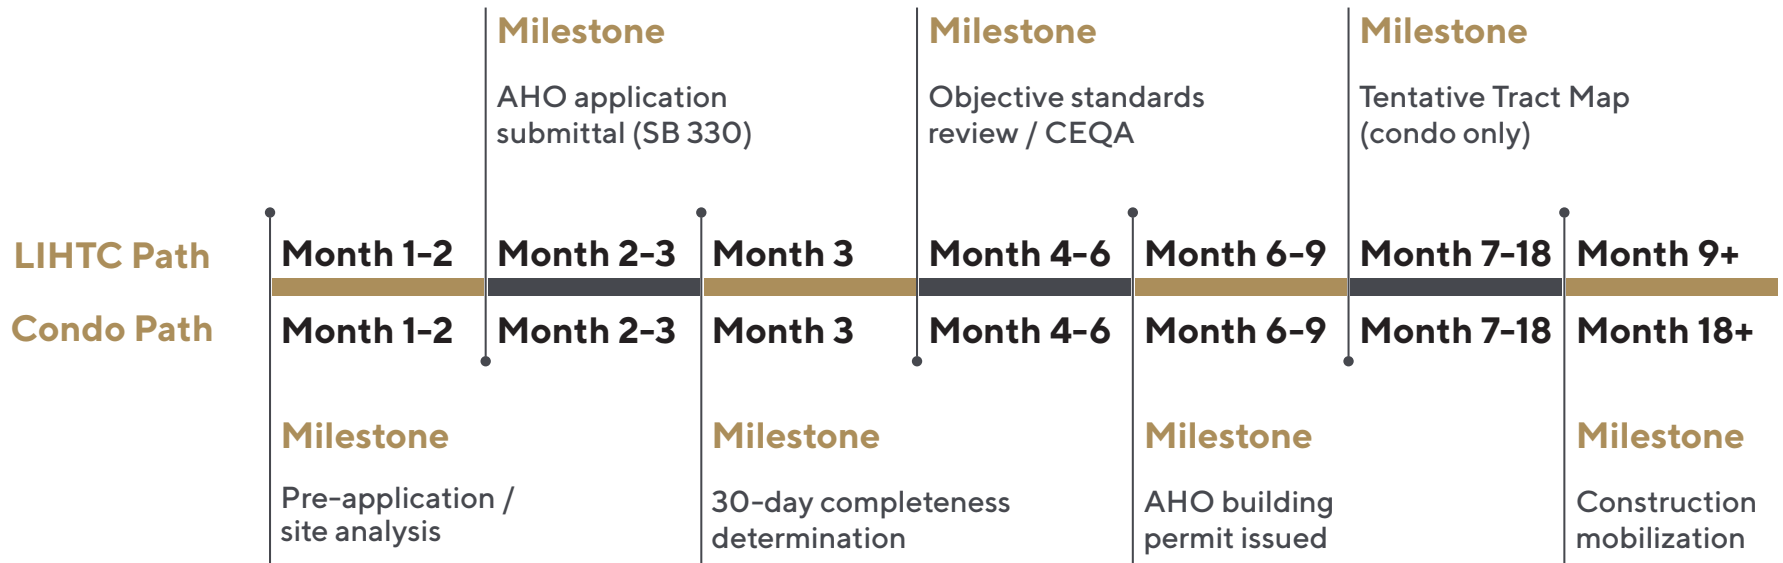 Milestone
AHO application
submittal (SB 330)
Milestone
Objective standards
review / CEQA
Milestone
Tentative Tract Map
(condo only)
LIHTC Path
Month 1-2
Month 2-3
Month 3
Month 4-6
Month 6-9
Month 7-18
Month 9+
Condo Path
Month 1-2
Month 2-3
Month 3
Month 4-6
Month 6-9
Month 7-18
Month 18+
Milestone
Pre-application /
site analysis
Milestone
30-day completeness
determination
Milestone
AHO building
permit issued
Milestone
Construction
mobilization